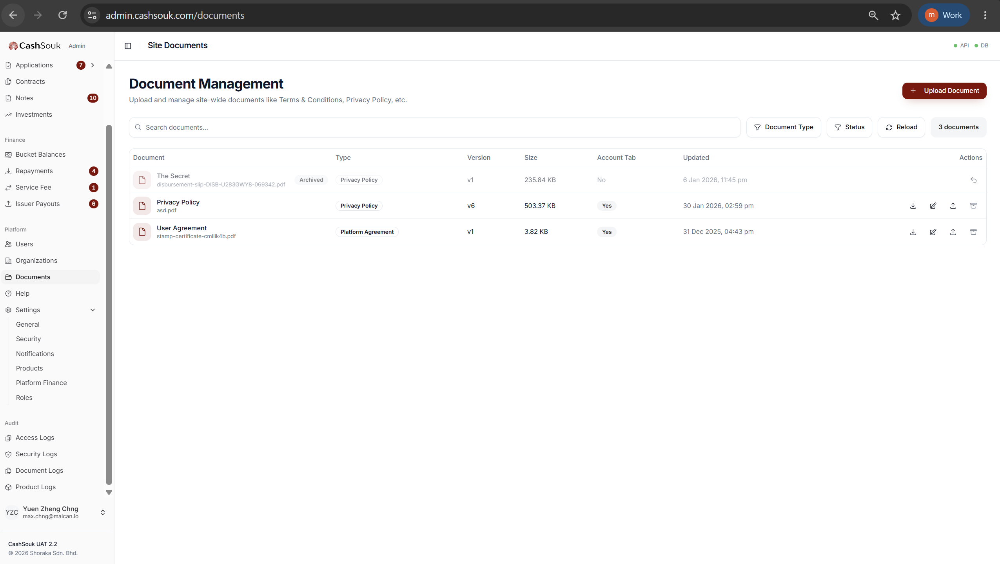 admin.cashsouk.com/documents
m Work
CashSouk Admin
Applications 7
Contracts
Notes 10
Investments
Finance
Bucket Balances
Repayments 4
Service Fee 1
Issuer Payouts 6
Platform
Users
Organizations
Documents
Help
Settings
General
Security
Notifications
Products
Platform Finance
Roles
Audit
Access Logs
Security Logs
Document Logs
Product Logs
YZC
Yuen Zheng Chng
max.chng@malcan.io
CashSouk UAT 2.2
© 2026 Shoraka Sdn. Bhd.
Site Documents
API DB
Document Management
Upload and manage site-wide documents like Terms & Conditions, Privacy Policy, etc.
Upload Document
Search documents...
Document Type
Status
Reload
3 documents
Document Type Version Size Account Tab Updated Actions
The Secret
disbursement-slip-DISB-U283GWY8-069342.pdf
Archived Privacy Policy v1 235.84 KB No 6 Jan 2026, 11:45 pm
Privacy Policy
asd.pdf
Privacy Policy v6 503.37 KB Yes 30 Jan 2026, 02:59 pm
User Agreement
stamp-certificate-cmiiik4b.pdf
Platform Agreement v1 3.82 KB Yes 31 Dec 2025, 04:43 pm